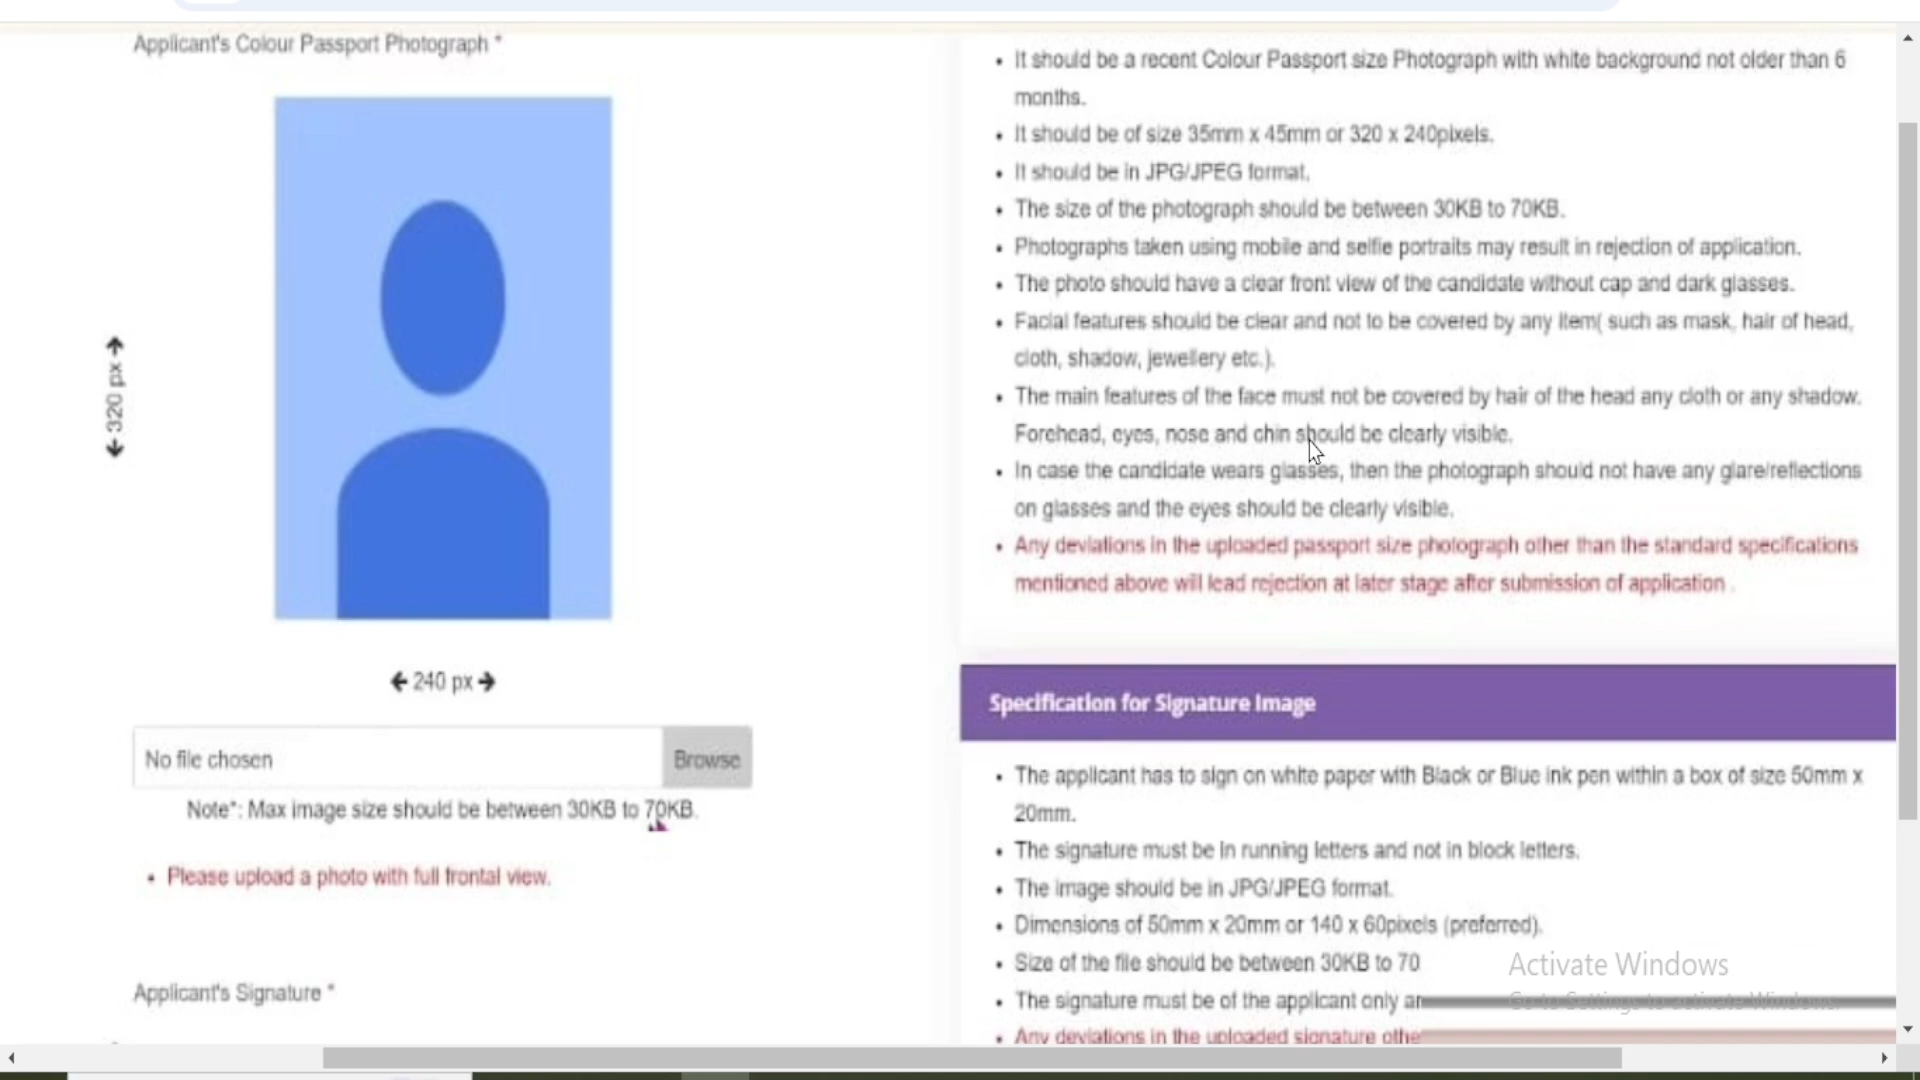 Applicant's Colour Passport Photograph *
320 px
240 px
No file chosen
Browse
Note*: Max image size should be between 30KB to 70KB.
• Please upload a photo with full frontal view.
Applicant's Signature *
• It should be a recent Colour Passport size Photograph with white background not older than 6
months.
• It should be of size 35mm x 45mm or 320 x 240pixels.
• It should be in JPG/JPEG format.
• The size of the photograph should be between 30KB to 70KB.
• Photographs taken using mobile and selfie portraits may result in rejection of application.
• The photo should have a clear front view of the candidate without cap and dark glasses.
• Facial features should be clear and not to be covered by any item( such as mask, hair of head,
cloth, shadow, jewellery etc.).
• The main features of the face must not be covered by hair of the head any cloth or any shadow.
Forehead, eyes, nose and chin should be clearly visible.
• In case the candidate wears glasses, then the photograph should not have any glare/reflections
on glasses and the eyes should be clearly visible.
• Any deviations in the uploaded passport size photograph other than the standard specifications
mentioned above will lead rejection at later stage after submission of application .
Specification for Signature Image
• The applicant has to sign on white paper with Black or Blue ink pen within a box of size 50mm x
20mm.
• The signature must be in running letters and not in block letters.
• The image should be in JPG/JPEG format.
• Dimensions of 50mm x 20mm or 140 x 60pixels (preferred).
• Size of the file should be between 30KB to 70
• The signature must be of the applicant only
• Any deviations in the uploaded signature
Activate Windows
Go to Settings to activate Windows.